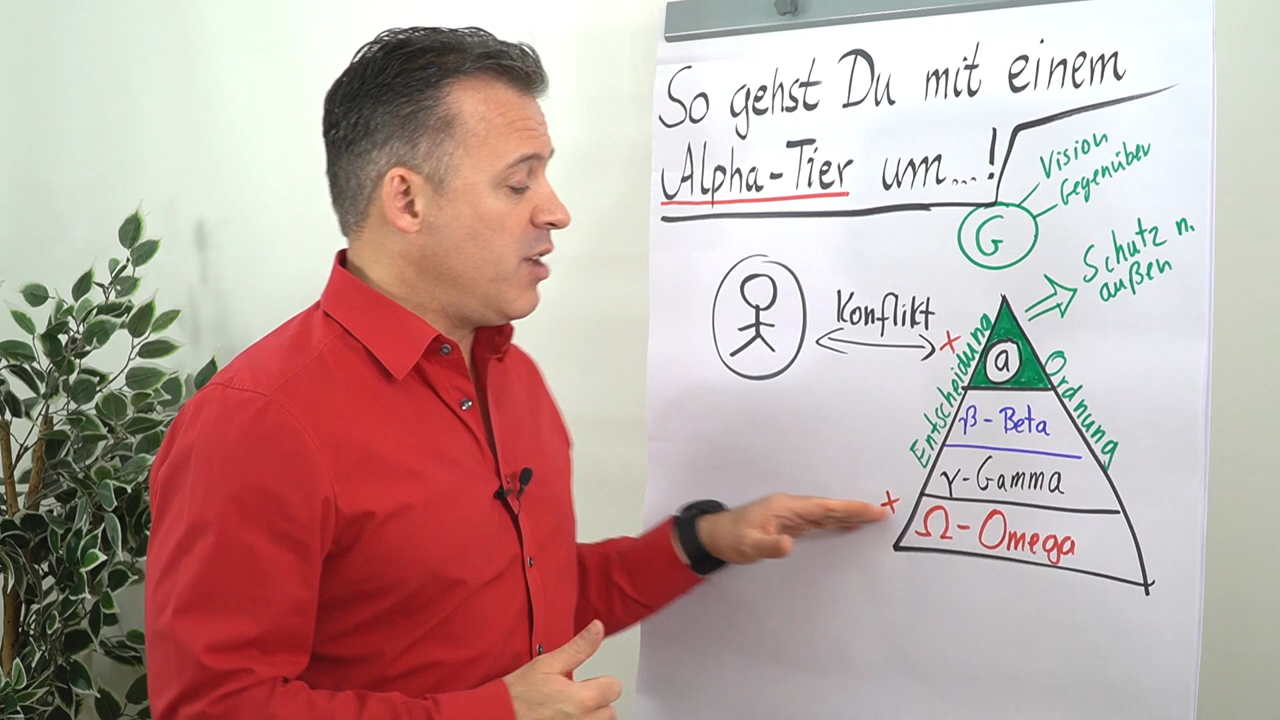 So gehst Du mit einem
Alpha-Tier um...!
Vision
Gegenüber
G
Schutz n.
außen
Konflikt
Entscheidung
Ordnung
a
β-Beta
γ-Gamma
Ω-Omega